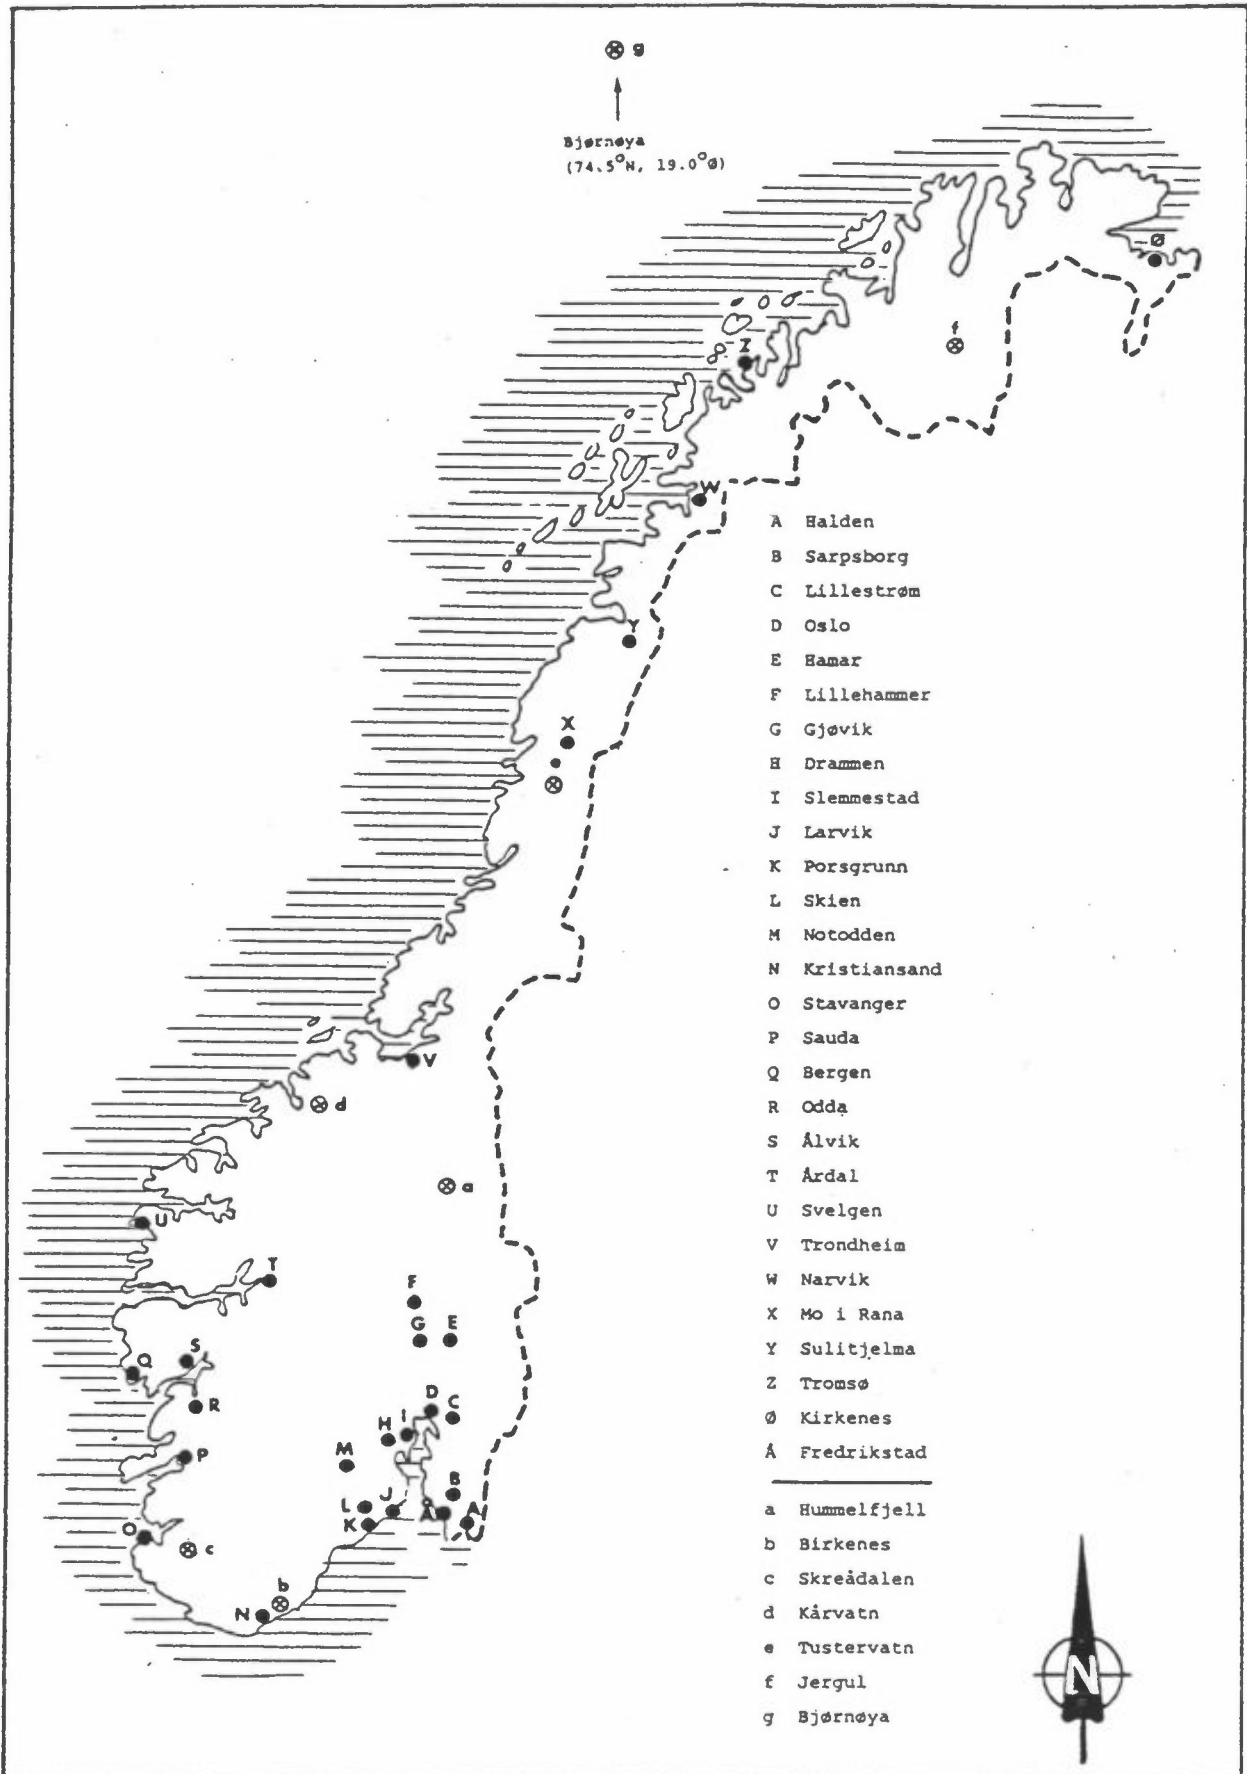 g
Bjørnøya
(74.5°N, 19.0°Ø)
Ø
f
Z
W
Y
X
V
d
a
U
T
F
G E
S
Q
R
D
C
I
H
P
M
B
L J
Å A
K
O
c
b
N
A Halden
B Sarpsborg
C Lillestrøm
D Oslo
E Hamar
F Lillehammer
G Gjøvik
H Drammen
I Slemmestad
J Larvik
K Porsgrunn
L Skien
M Notodden
N Kristiansand
O Stavanger
P Sauda
Q Bergen
R Odda
S Ålvik
T Årdal
U Svelgen
V Trondheim
W Narvik
X Mo i Rana
Y Sulitjelma
Z Tromsø
Ø Kirkenes
Å Fredrikstad
a Hummelfjell
b Birkenes
c Skreådalen
d Kårvatn
e Tustervatn
f Jergul
g Bjørnøya
N